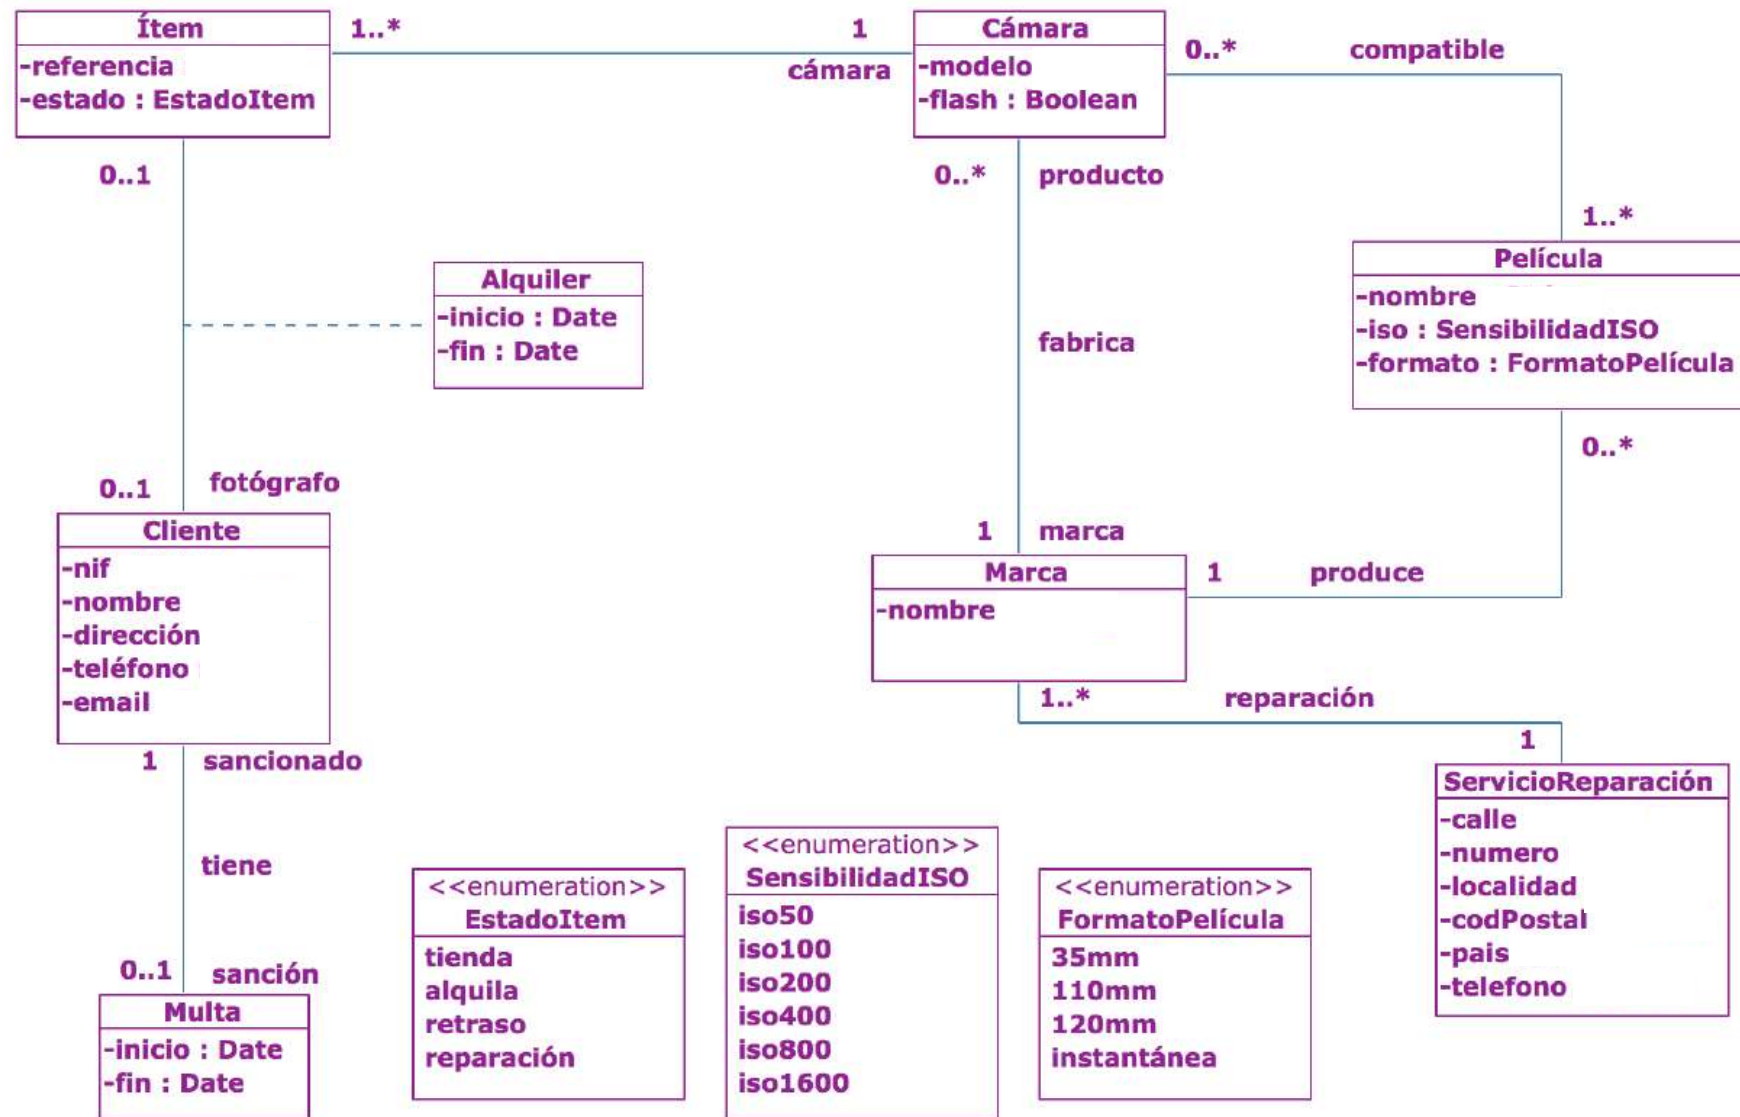 Ítem
-referencia
-estado : EstadoItem
1..*
1
cámara
Cámara
-modelo
-flash : Boolean
0..*
compatible
0..1
0..*
producto
1..*
Película
-nombre
-iso : SensibilidadISO
-formato : FormatoPelícula
Alquiler
-inicio : Date
-fin : Date
fabrica
0..*
0..1
fotógrafo
Cliente
-nif
-nombre
-dirección
-teléfono
-email
1
marca
Marca
-nombre
1
produce
1..*
reparación
1
ServicioReparación
-calle
-numero
-localidad
-codPostal
-pais
-telefono
1
sancionado
tiene
0..1
sanción
Multa
-inicio : Date
-fin : Date
<<enumeration>>
EstadoItem
tienda
alquila
retraso
reparación
<<enumeration>>
SensibilidadISO
iso50
iso100
iso200
iso400
iso800
iso1600
<<enumeration>>
FormatoPelícula
35mm
110mm
120mm
instantánea